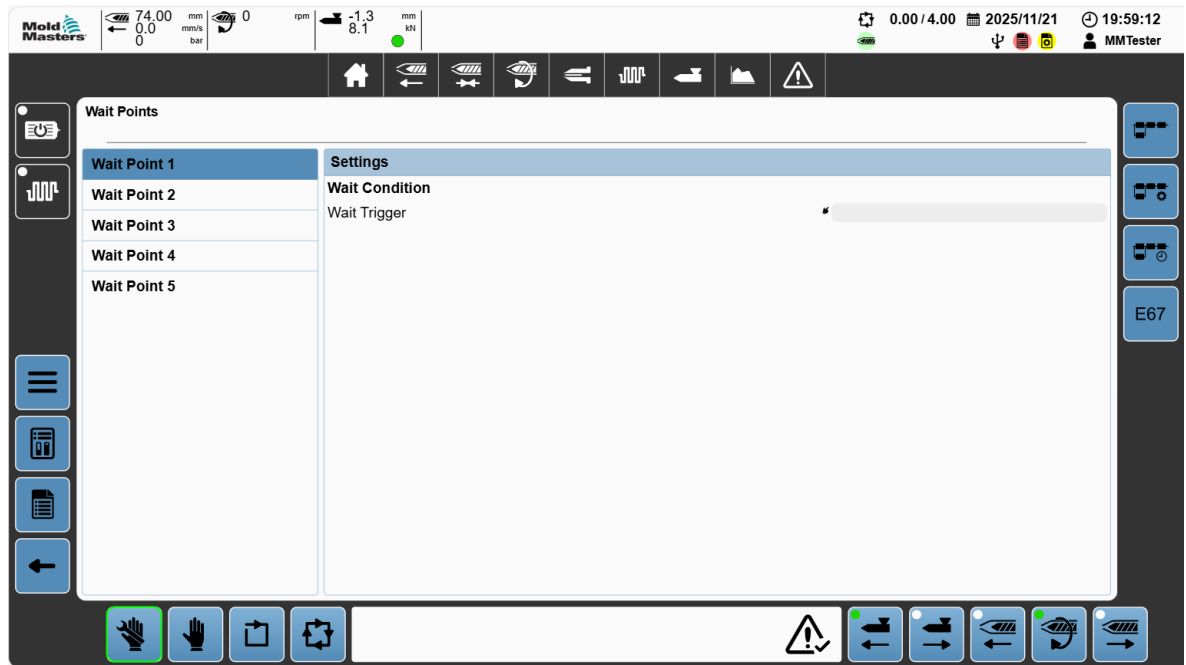 Mold
Masters
74.00 mm
0.0 mm/s
0 bar
0 rpm
-1.3 mm
8.1 kN
0.00 / 4.00
2025/11/21
19:59:12
MMTester
Wait Points
Wait Point 1
Wait Point 2
Wait Point 3
Wait Point 4
Wait Point 5
Settings
Wait Condition
Wait Trigger
E67